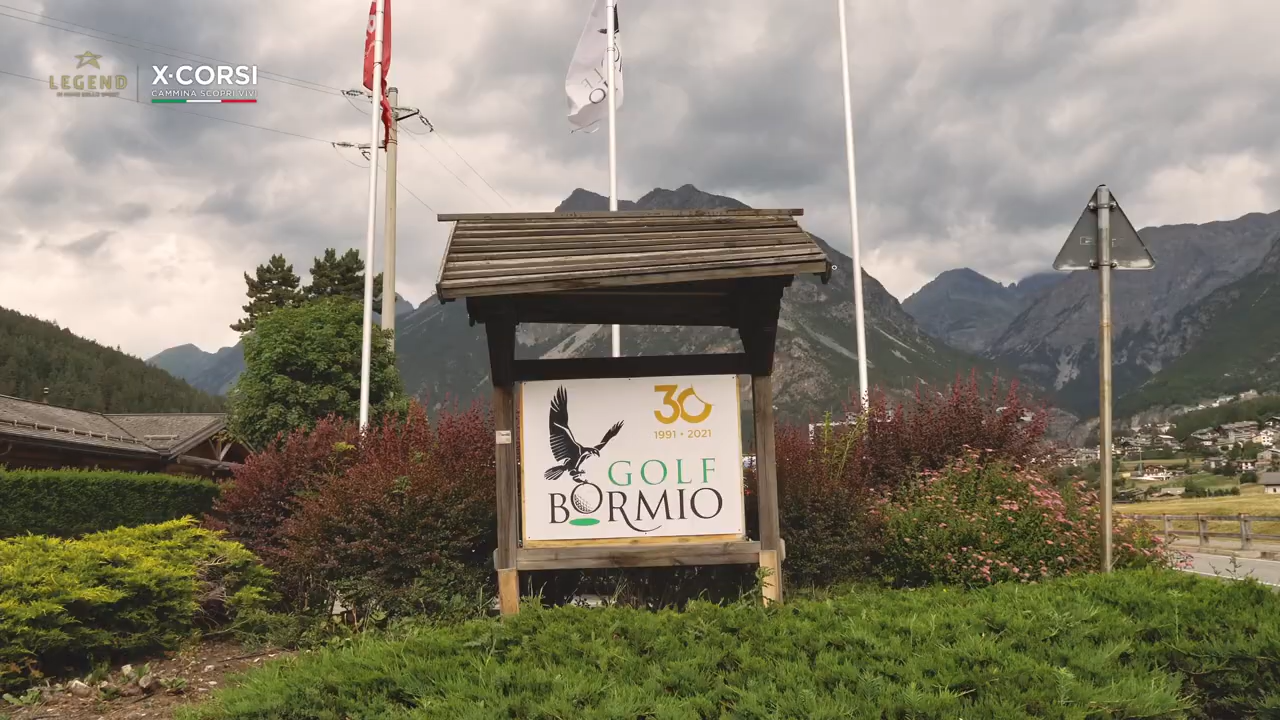 LEGEND
X·CORSI
CAMMINA SCOPRI VIVI
30
1991 • 2021
GOLF
BORMIO